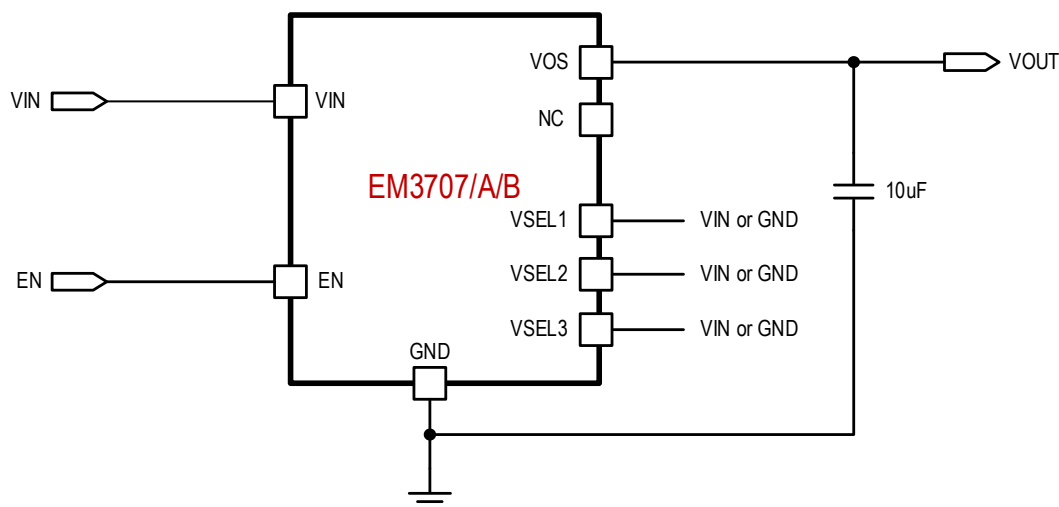 VOS
VOUT
VIN
VIN
NC
EM3707/A/B
10uF
VSEL1
VIN or GND
EN
EN
VSEL2
VIN or GND
VSEL3
VIN or GND
GND